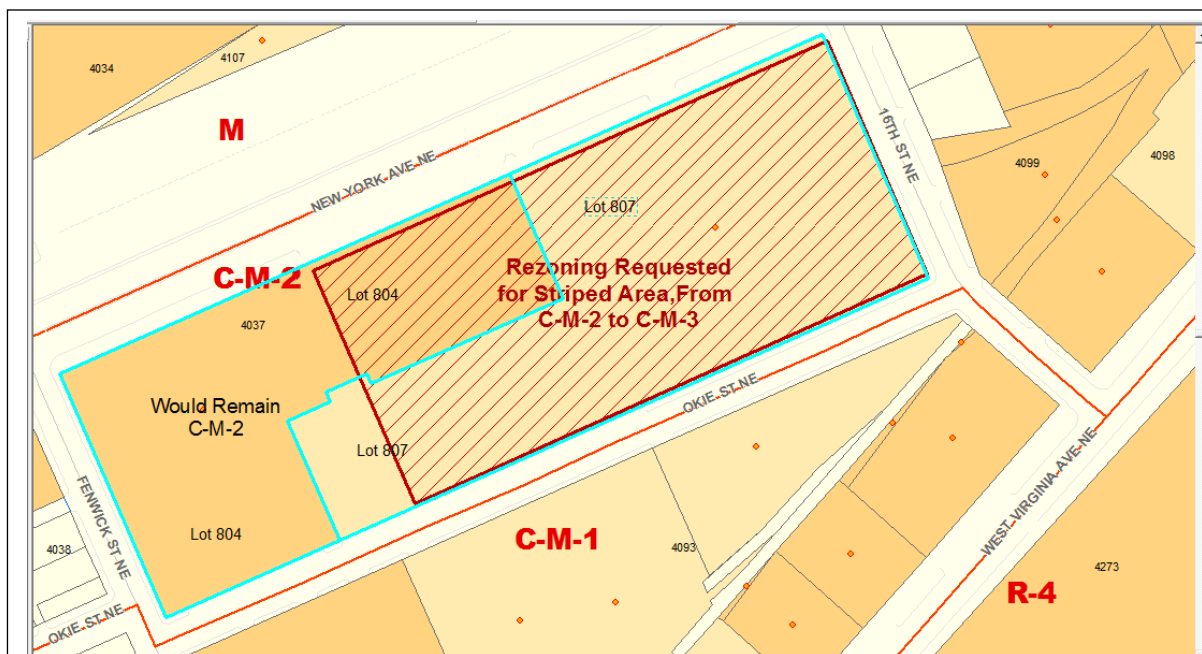 4034
4107
M
NEW YORK AVE NE
16TH ST NE
4099
4098
Lot 807
C-M-2
Rezoning Requested
for Striped Area,From
C-M-2 to C-M-3
Lot 804
4037
Would Remain
C-M-2
Lot 807
OKIE ST NE
FENWICK ST NE
Lot 804
C-M-1
4093
WEST VIRGINIA AVE NE
4038
4273
R-4
OKIE ST NE